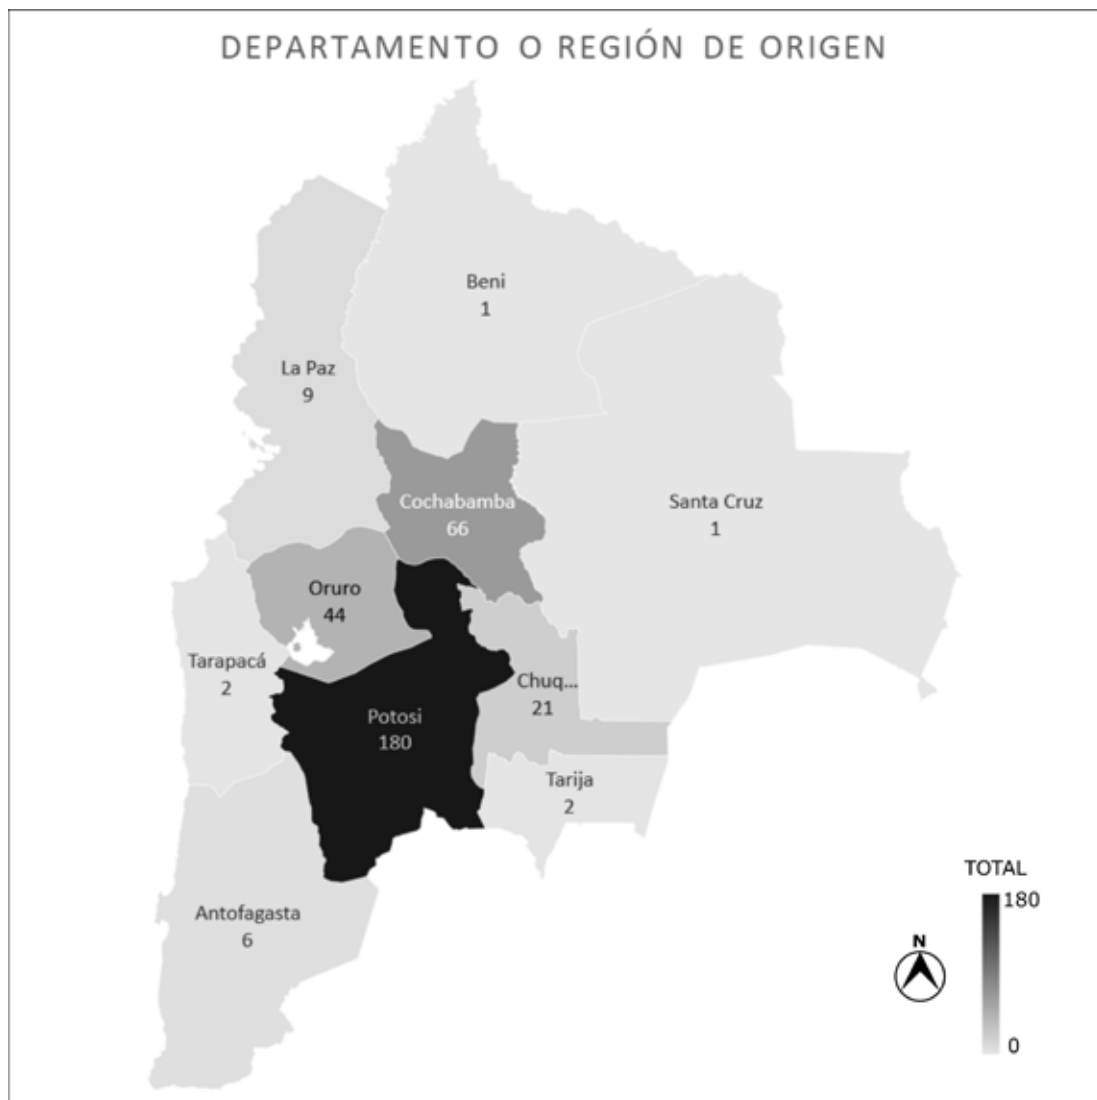 DEPARTAMENTO O REGIÓN DE ORIGEN
Beni
1
La Paz
9
Cochabamba
66
Santa Cruz
1
Oruro
44
Tarapacá
2
Chuq...
21
Potosi
180
Tarija
2
Antofagasta
6
TOTAL
180
0
N